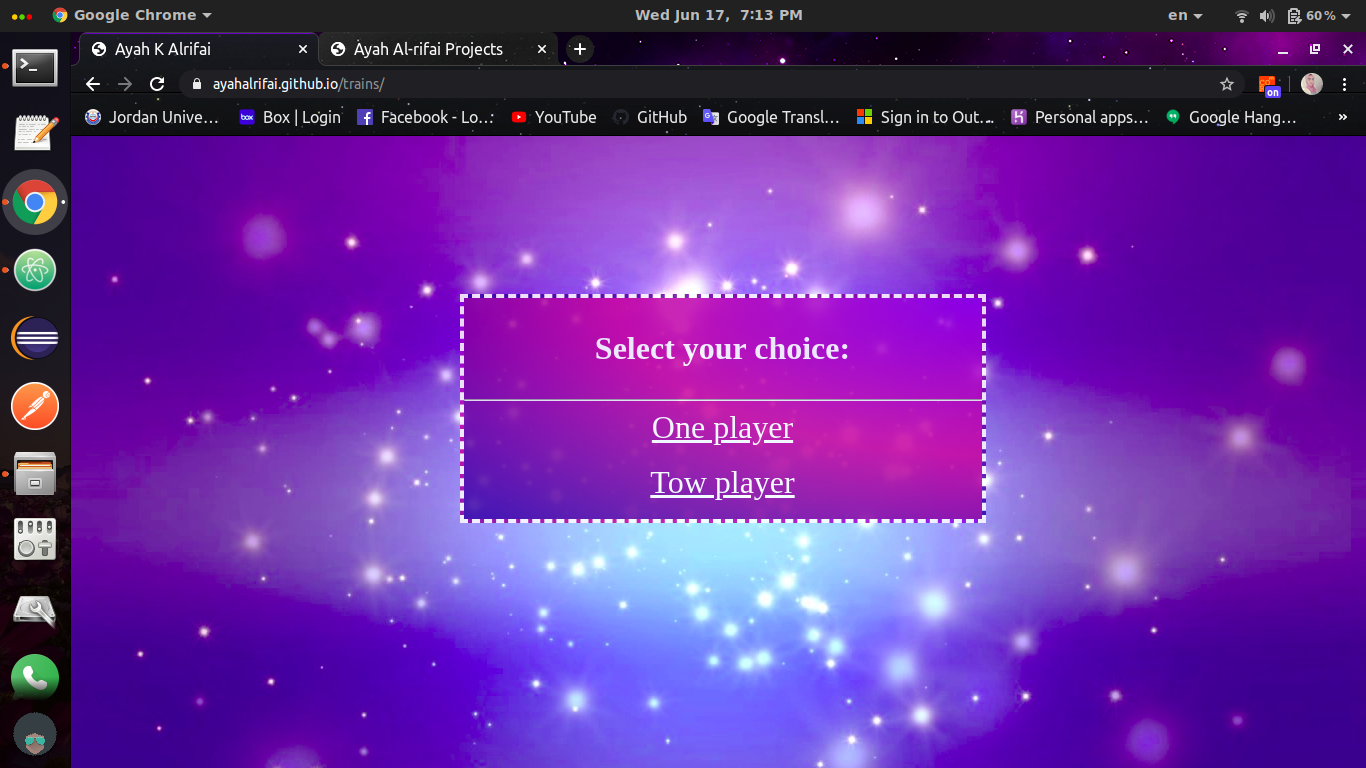 Google Chrome
Wed Jun 17, 7:13 PM
en
60%
Ayah K Alrifai
Ayah Al-rifai Projects
ayahalrifai.github.io/trains/
on
Jordan Unive…
box
Box | Login
Facebook - Lo…
YouTube
GitHub
Google Transl…
Sign in to Out…
Personal apps…
Google Hang…
Select your choice:
One player
Tow player